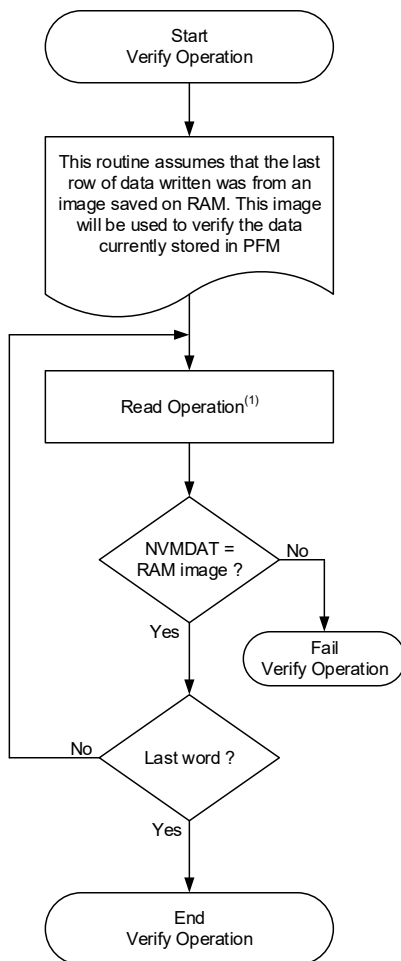 Start
Verify Operation
This routine assumes that the last
row of data written was from an
image saved on RAM. This image
will be used to verify the data
currently stored in PFM
Read Operation(1)
NVMDAT =
RAM image ?
No
Yes
Fail
Verify Operation
No
Last word ?
Yes
End
Verify Operation